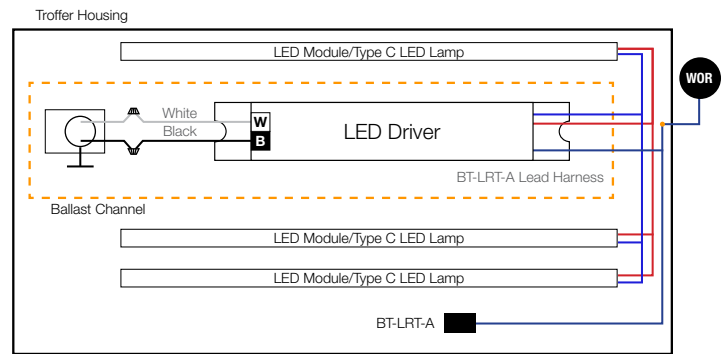 Troffer Housing
LED Module/Type C LED Lamp
WOR
White
Black
W
B
LED Driver
BT-LRT-A Lead Harness
Ballast Channel
LED Module/Type C LED Lamp
LED Module/Type C LED Lamp
BT-LRT-A